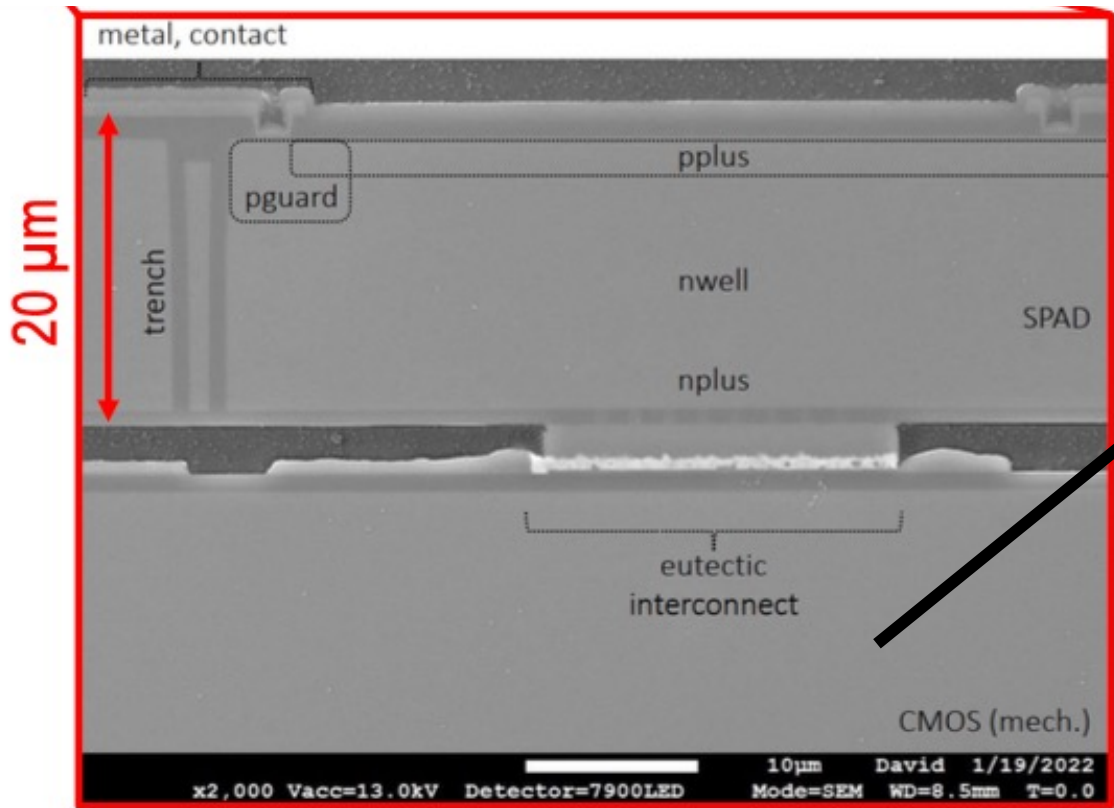 metal, contact
20 µm
pplus
pguard
trench
nwell
SPAD
nplus
eutectic
interconnect
CMOS (mech.)
10µm David 1/19/2022
x2,000 Vacc=13.0kV Detector=7900LED Mode=SEM WD=8.5mm T=0.0